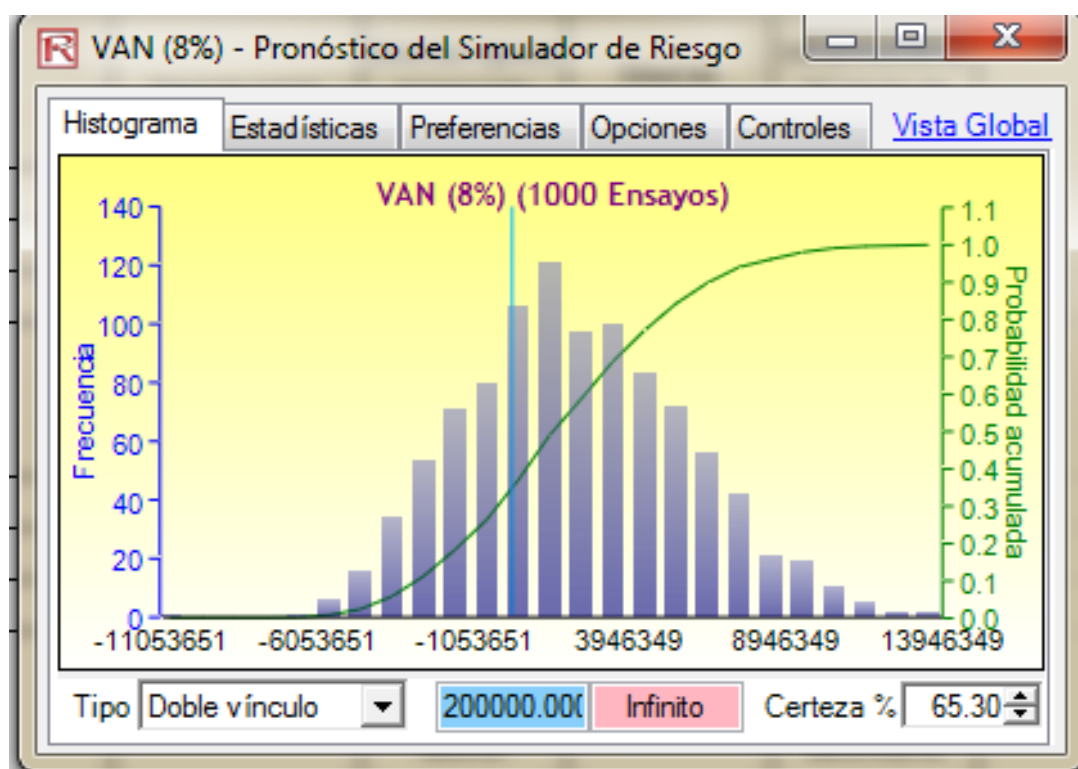 VAN (8%) - Pronóstico del Simulador de Riesgo
Histograma Estadísticas Preferencias Opciones Controles Vista Global
VAN (8%) (1000 Ensayos)
Frecuencia
140
120
100
80
60
40
20
0
1.1
1.0
0.9
0.8
0.7
0.6
0.5
0.4
0.3
0.2
0.1
0.0
Probabilidad acumulada
-11053651 -6053651 -1053651 3946349 8946349 13946349
Tipo Doble vínculo 200000.00( Infinito Certeza % 65.30